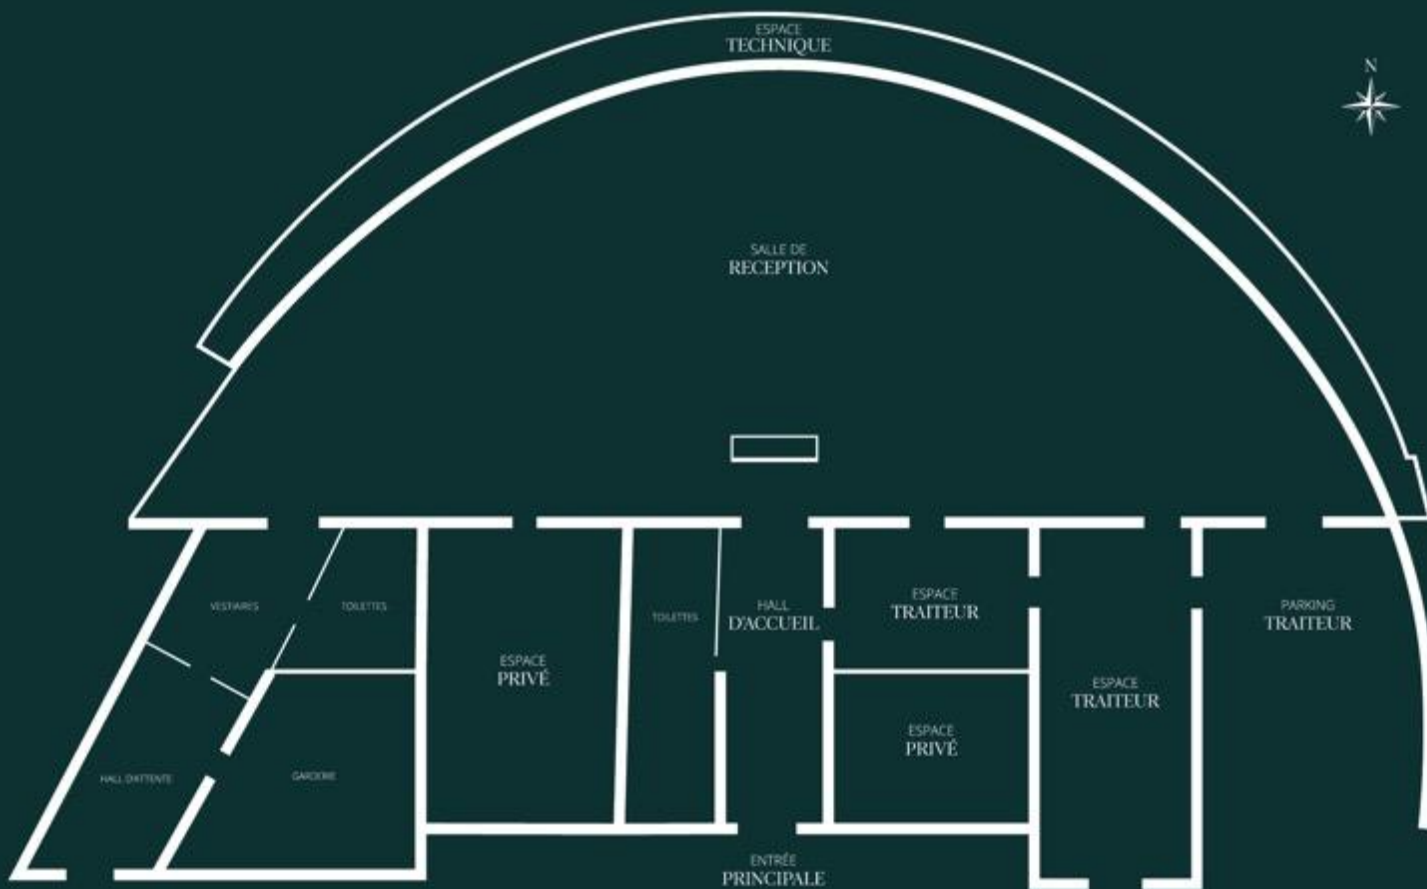 ESPACE
TECHNIQUE
N
SALLE DE
RECEPTION
VESTIAIRES
TOILETTES
ESPACE
PRIVÉ
TOILETTES
HALL
D'ACCUEIL
ESPACE
TRAITEUR
ESPACE
PRIVÉ
ESPACE
TRAITEUR
PARKING
TRAITEUR
HALL D'ATTENTE
GARDERIE
ENTRÉE
PRINCIPALE